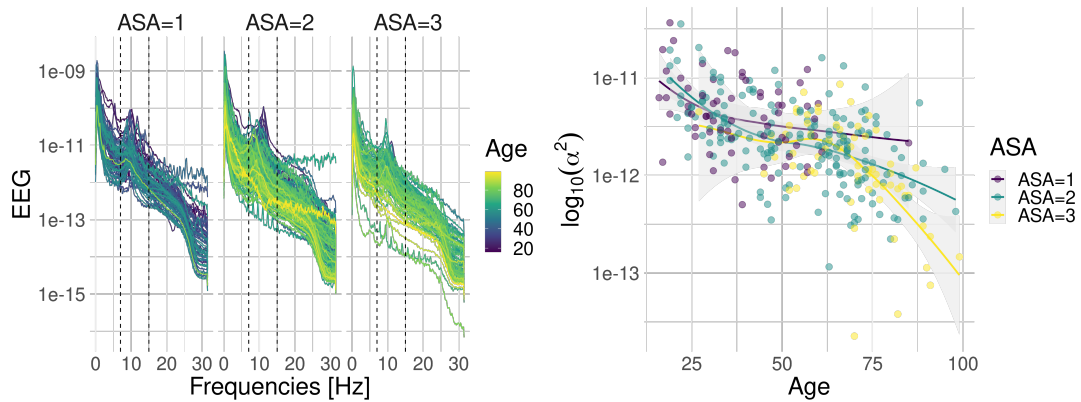 ASA=1 ASA=2 ASA=3
1e-09
1e-11
1e-13
1e-15
EEG
0 10 20 30 0 10 20 30 0 10 20 30
Frequencies [Hz]
Age
80
60
40
20
1e-11
1e-12
1e-13
log₁₀(α²)
25 50 75 100
Age
ASA
ASA=1
ASA=2
ASA=3